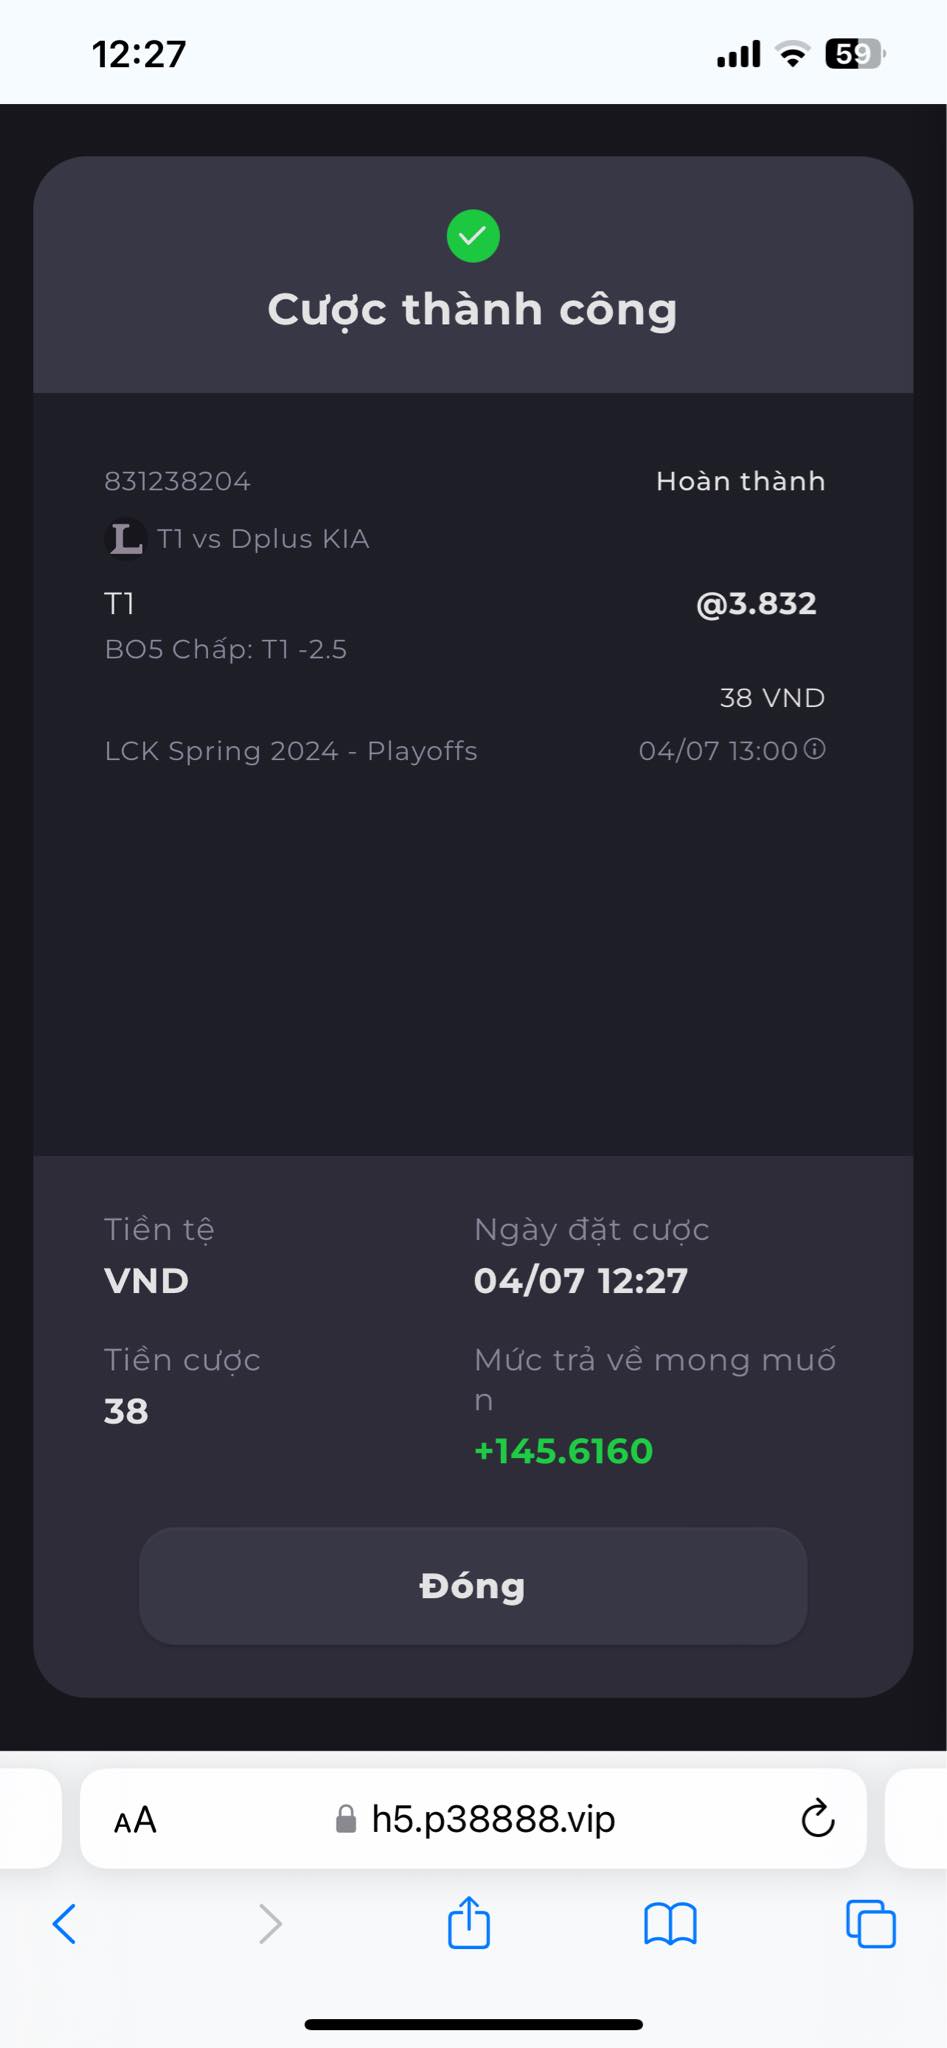 12:27
59
Cược thành công
831238204 Hoàn thành
L T1 vs Dplus KIA
T1 @3.832
BO5 Chấp: T1 -2.5
38 VND
LCK Spring 2024 - Playoffs 04/07 13:00
Tiền tệ Ngày đặt cược
VND 04/07 12:27
Tiền cược Mức trả về mong muố
n
38
+145.6160
Đóng
AA h5.p38888.vip